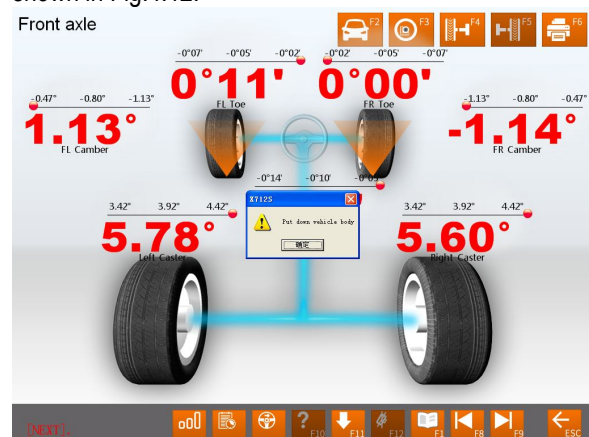 Front axle
F2
F3
F4
F5
F6
-0°07' -0°05' -0°02'
-0°02' -0°05' -0°07'
0°11'
0°00'
FL Toe
FR Toe
-0.47° -0.80° -1.13°
-1.13° -0.80° -0.47°
1.13°
-1.14°
FL Camber
FR Camber
-0°14' -0°10' -0°05'
X712S
Put down vehicle body
确定
3.42° 3.92° 4.42°
3.42° 3.92° 4.42°
5.78°
5.60°
Left Caster
Right Caster
[NEXT].
?
F10
F11
F12
F1
F8
F9
ESC